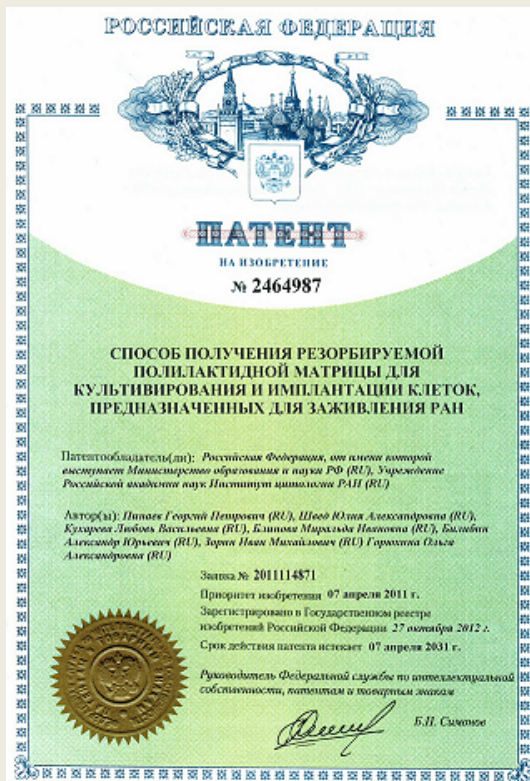 РОССИЙСКАЯ ФЕДЕРАЦИЯ
ПАТЕНТ
НА ИЗОБРЕТЕНИЕ
№ 2464987
СПОСОБ ПОЛУЧЕНИЯ РЕЗОРБИРУЕМОЙ
ПОЛИЛАКТИДНОЙ МАТРИЦЫ ДЛЯ
КУЛЬТИВИРОВАНИЯ И ИМПЛАНТАЦИИ КЛЕТОК,
ПРЕДНАЗНАЧЕННЫХ ДЛЯ ЗАЖИВЛЕНИЯ РАН
Патентообладатель(ли): Российская Федерация, от имени которой
выступает Министерство образования и науки РФ (RU), Учреждение
Российской академии наук Институт цитологии РАН (RU)
Автор(ы): Пинаев Георгий Петрович (RU), Швед Юлия Александровна (RU),
Кухарева Любовь Васильевна (RU), Блинова Миральда Ивановна (RU), Билибин
Александр Юрьевич (RU), Зорин Иван Михайлович (RU) Горюхина Ольга
Александровна (RU)
Заявка № 2011114871
Приоритет изобретения 07 апреля 2011 г.
Зарегистрировано в Государственном реестре
изобретений Российской Федерации 27 октября 2012 г.
Срок действия патента истекает 07 апреля 2031 г.
Руководитель Федеральной службы по интеллектуальной
собственности, патентам и товарным знакам
Б.П. Симонов